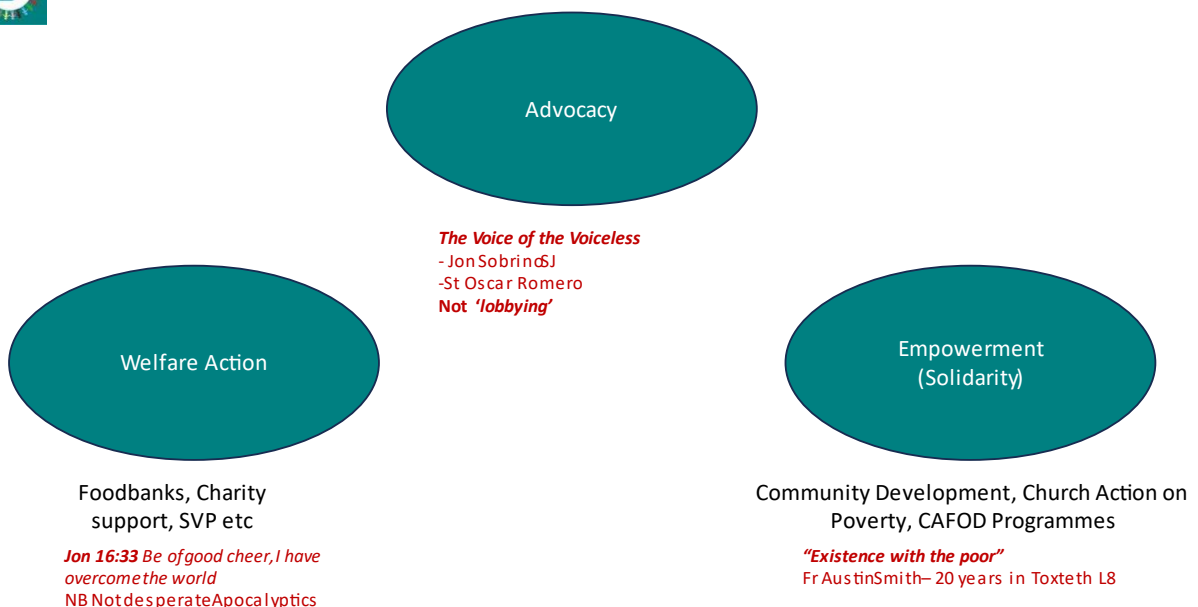 Advocacy
The Voice of the Voiceless
- Jon Sobrino SJ
-St Oscar Romero
Not ‘lobbying’
Welfare Action
Foodbanks, Charity
support, SVP etc
Jon 16:33 Be of good cheer, I have
overcome the world
NB Not desperate Apocalyptics
Empowerment
(Solidarity)
Community Development, Church Action on
Poverty, CAFOD Programmes
“Existence with the poor”
Fr Austin Smith– 20 years in Toxteth L8